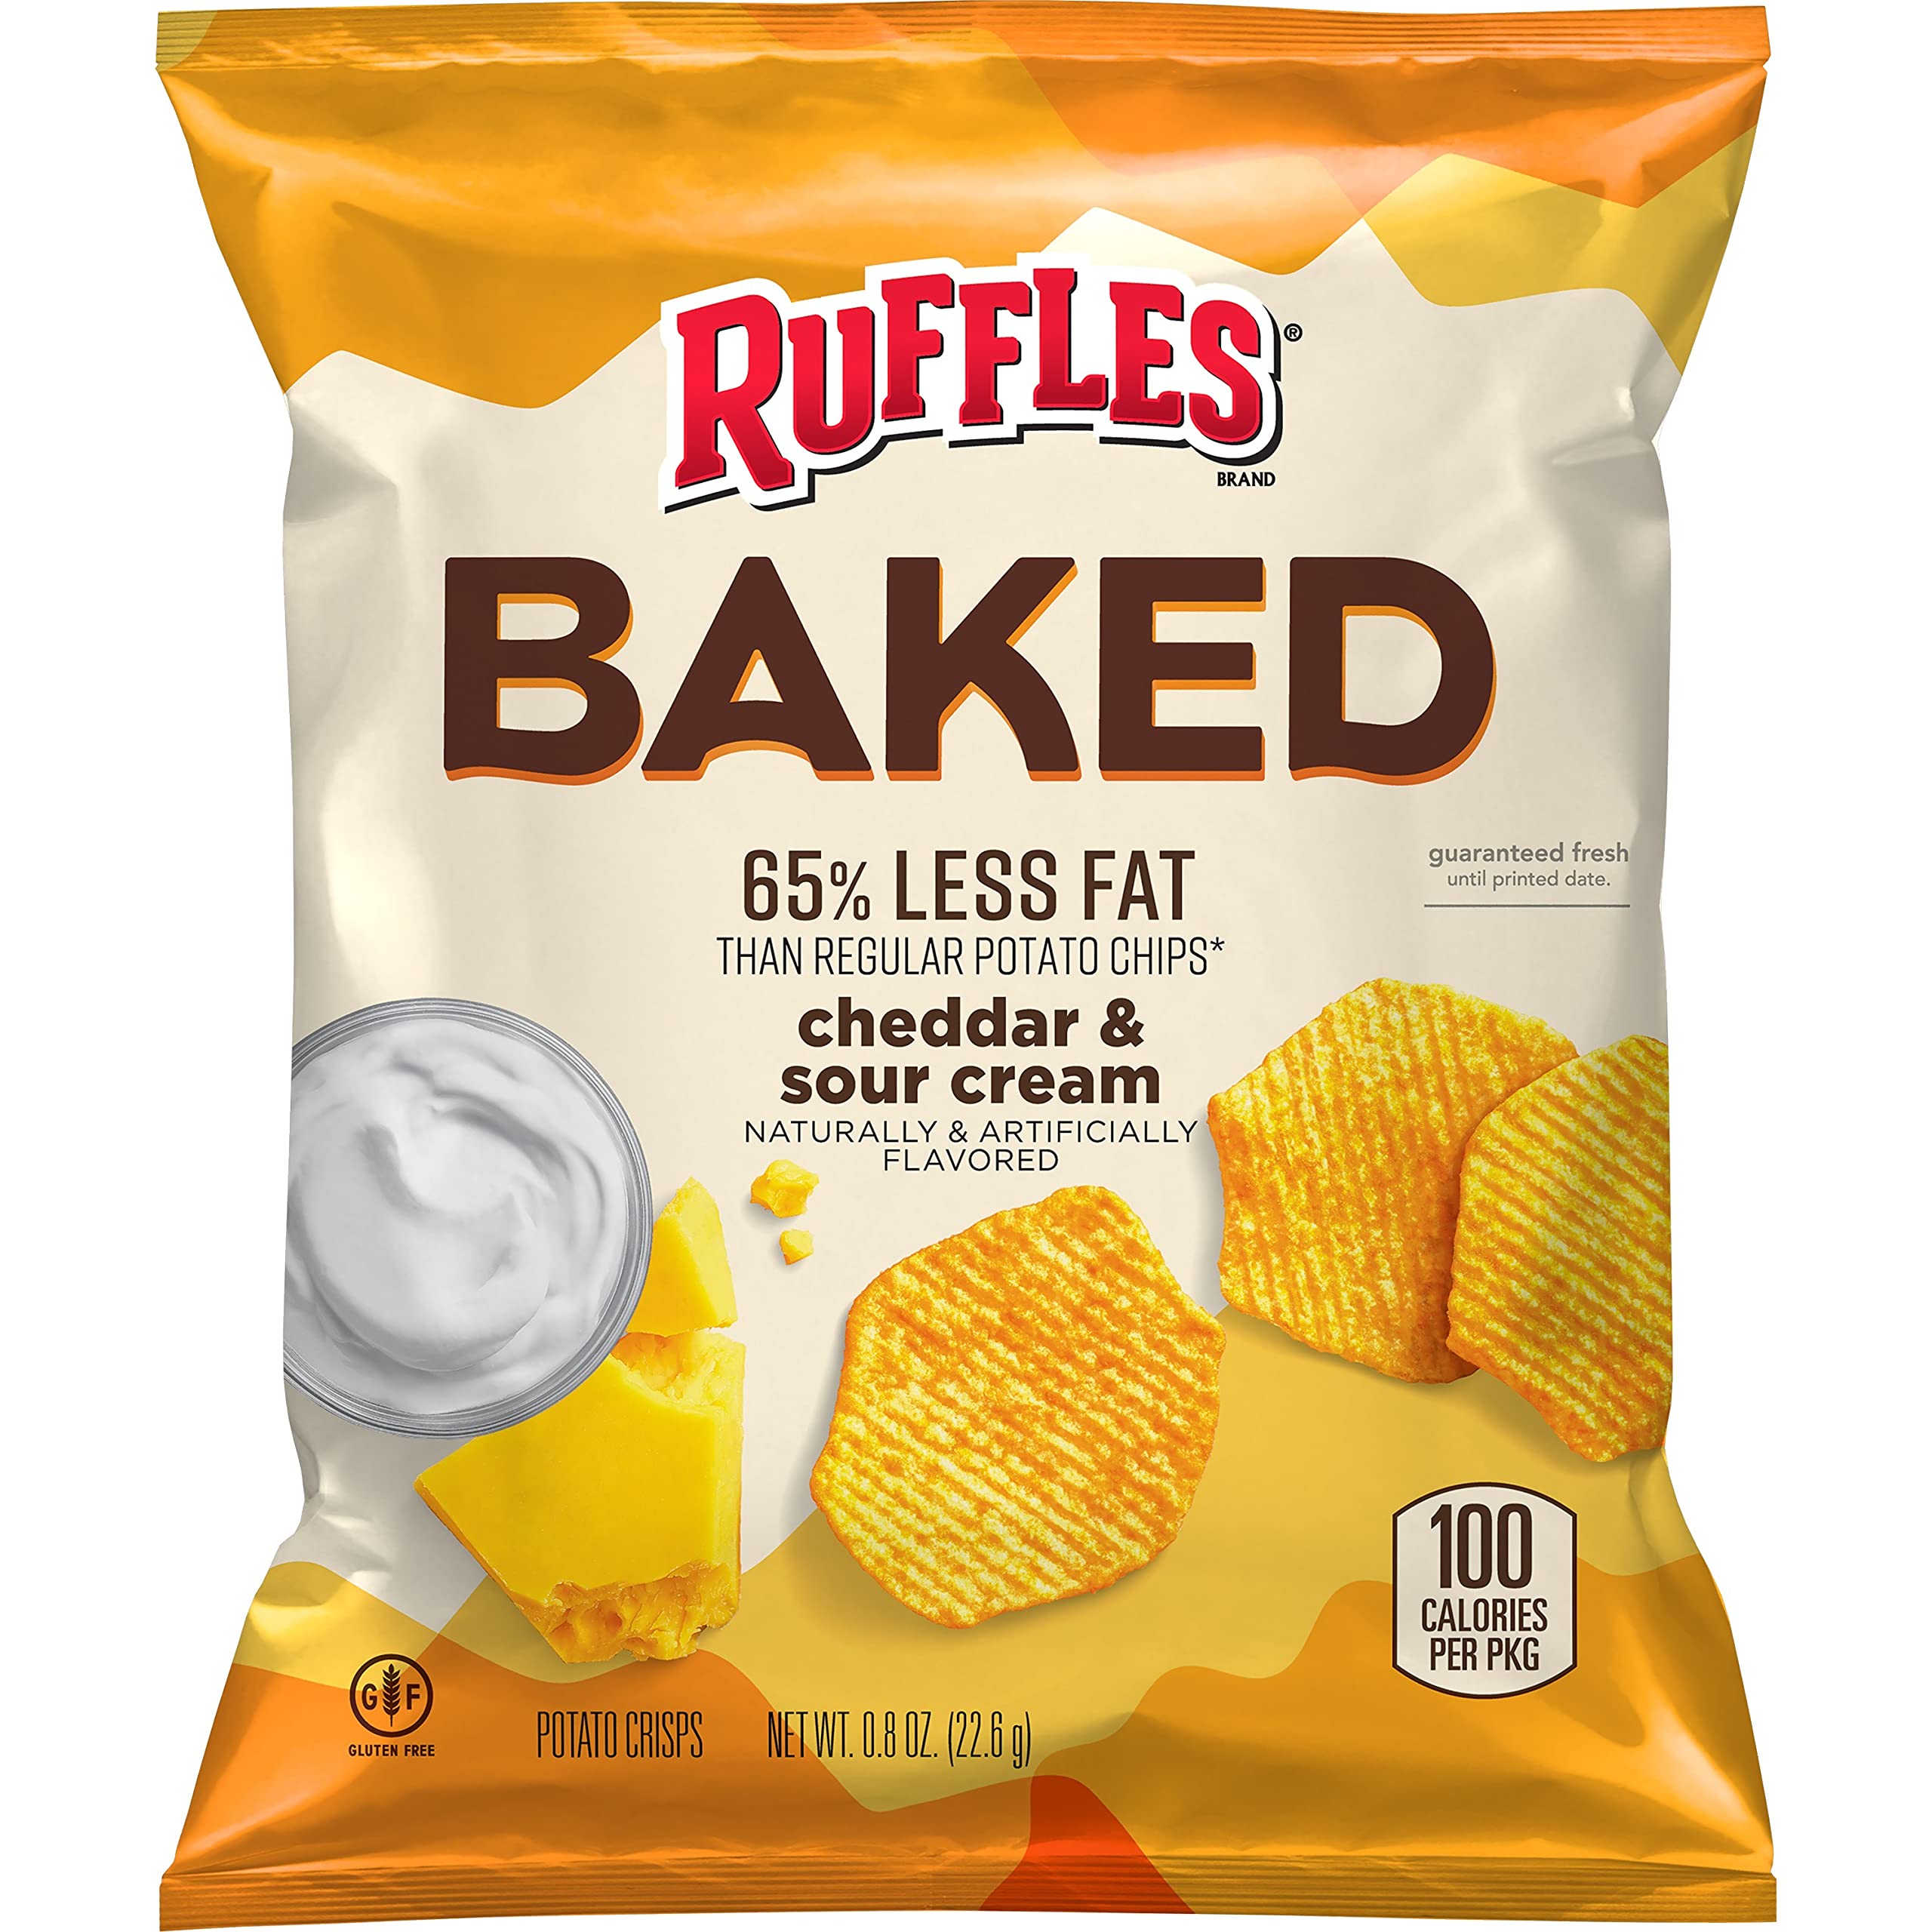 RUFFLES®
BRAND
BAKED
65% LESS FAT
THAN REGULAR POTATO CHIPS*
guaranteed fresh
until printed date.
cheddar &
sour cream
NATURALLY & ARTIFICIALLY
FLAVORED
100
CALORIES
PER PKG
G F
GLUTEN FREE
POTATO CRISPS NET WT. 0.8 OZ. (22.6 g)